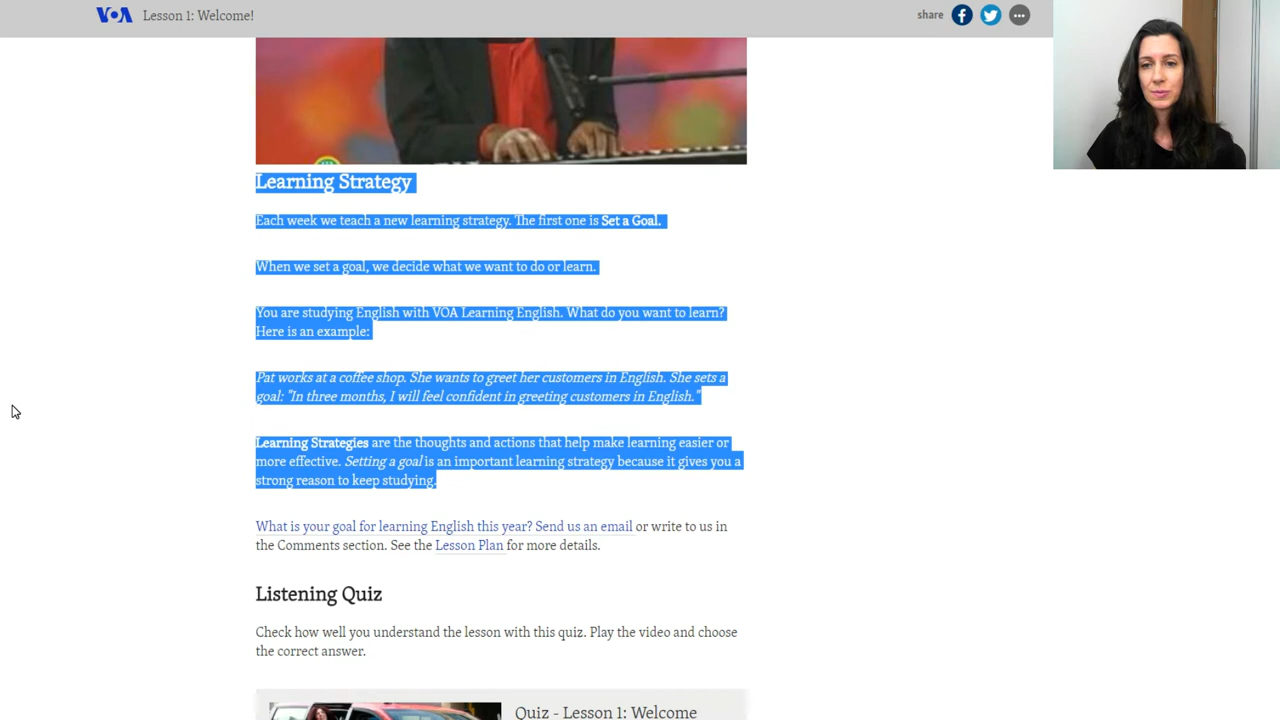 VOA Lesson 1: Welcome!
share
Learning Strategy
Each week we teach a new learning strategy. The first one is Set a Goal.
When we set a goal, we decide what we want to do or learn.
You are studying English with VOA Learning English. What do you want to learn?
Here is an example:
Pat works at a coffee shop. She wants to greet her customers in English. She sets a
goal: "In three months, I will feel confident in greeting customers in English."
Learning Strategies are the thoughts and actions that help make learning easier or
more effective. Setting a goal is an important learning strategy because it gives you a
strong reason to keep studying.
What is your goal for learning English this year? Send us an email or write to us in
the Comments section. See the Lesson Plan for more details.
Listening Quiz
Check how well you understand the lesson with this quiz. Play the video and choose
the correct answer.
Quiz - Lesson 1: Welcome